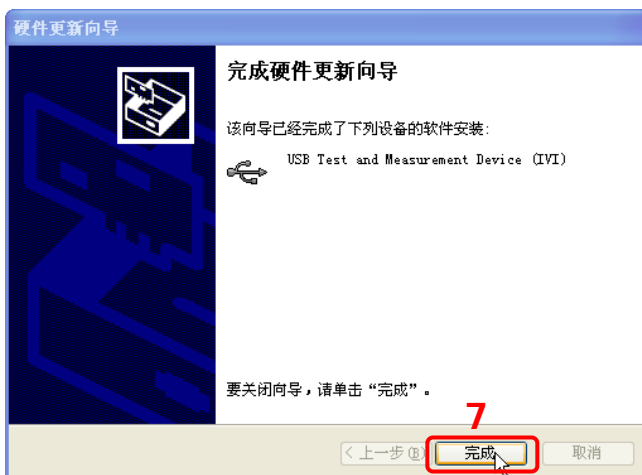 硬件更新向导
完成硬件更新向导
该向导已经完成了下列设备的软件安装:
USB Test and Measurement Device (IVI)
要关闭向导，请单击“完成”。
7
< 上一步(B)
完成
取消